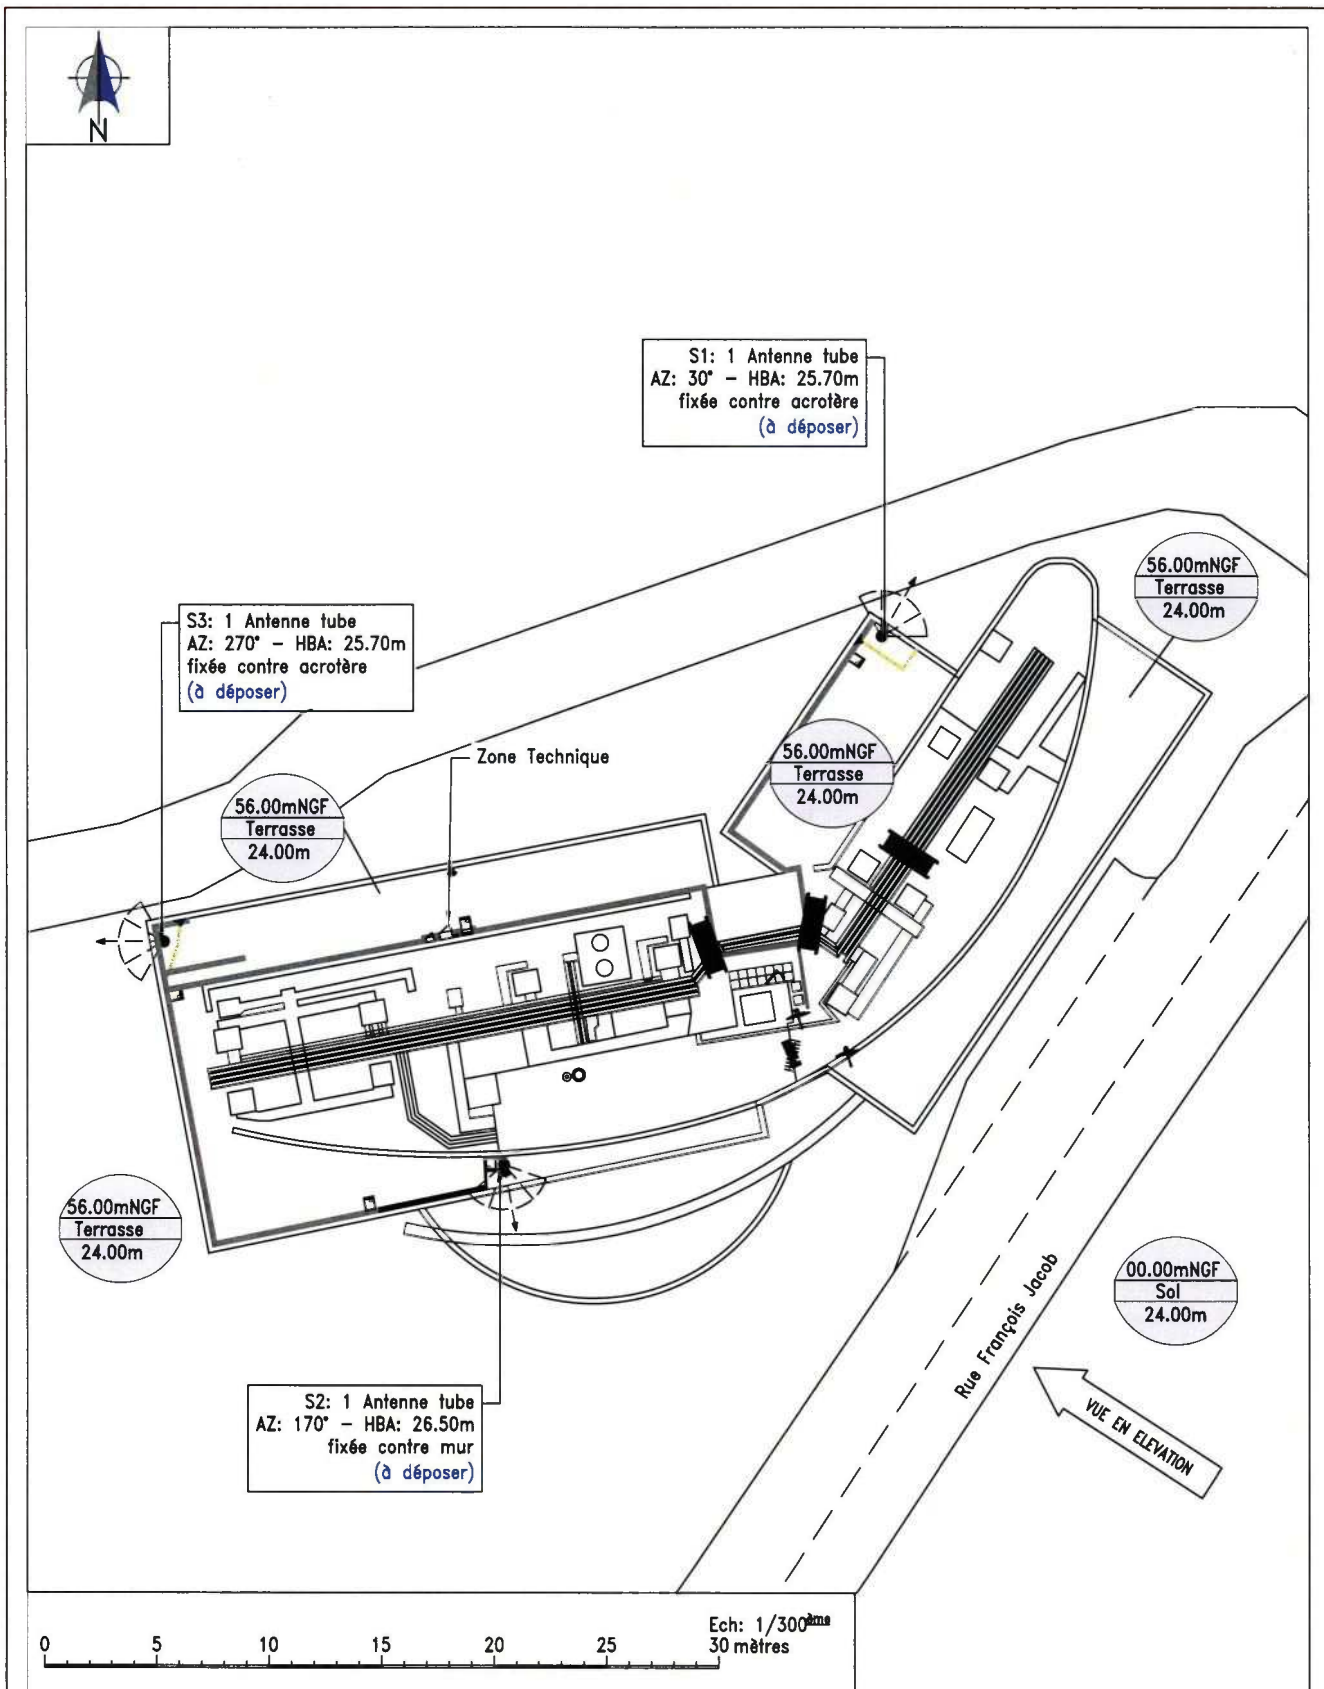 N
S1: 1 Antenne tube
AZ: 30° – HBA: 25.70m
fixée contre acrotère
(à déposer)
56.00mNGF
Terrasse
24.00m
S3: 1 Antenne tube
AZ: 270° – HBA: 25.70m
fixée contre acrotère
(à déposer)
Zone Technique
56.00mNGF
Terrasse
24.00m
56.00mNGF
Terrasse
24.00m
56.00mNGF
Terrasse
24.00m
00.00mNGF
Sol
24.00m
Rue François Jacob
VUE EN ELEVATION
S2: 1 Antenne tube
AZ: 170° – HBA: 26.50m
fixée contre mur
(à déposer)
Ech: 1/300ème
0 5 10 15 20 25 30 mètres